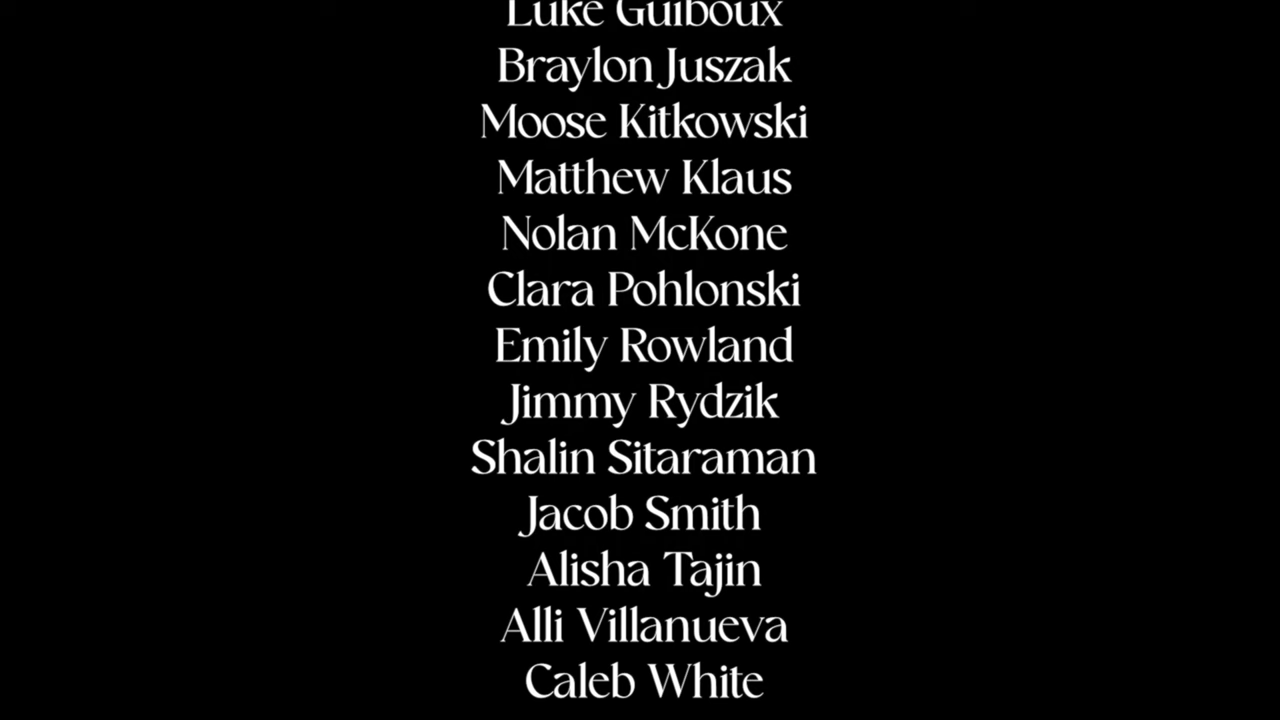 Luke Guiboux
Braylon Juszak
Moose Kitkowski
Matthew Klaus
Nolan McKone
Clara Pohlonski
Emily Rowland
Jimmy Rydzik
Shalin Sitaraman
Jacob Smith
Alisha Tajin
Alli Villanueva
Caleb White